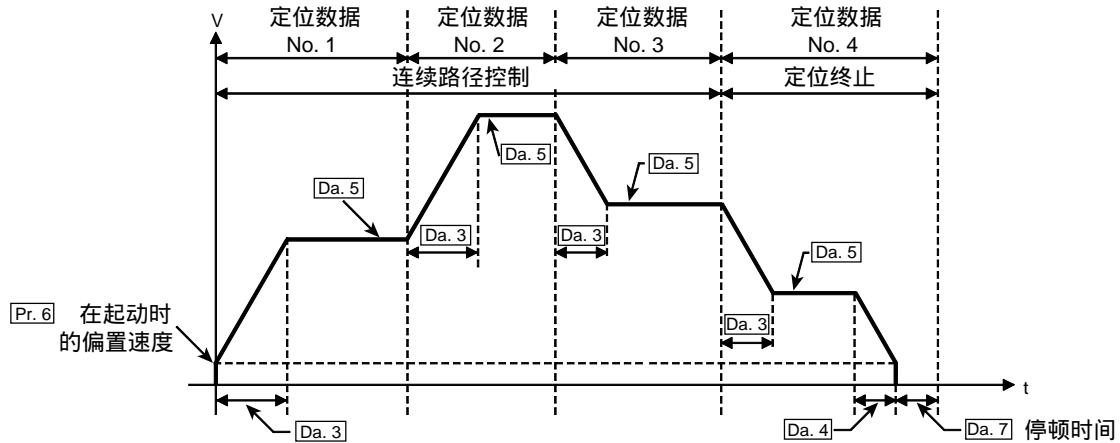 V
定位数据
No. 1
定位数据
No. 2
定位数据
No. 3
定位数据
No. 4
连续路径控制
定位终止
Da. 5
Da. 5
Da. 5
Da. 3
Da. 3
Da. 5
Pr. 6 在起动时
的偏置速度
Da. 3
t
Da. 3
Da. 4
Da. 7 停顿时间